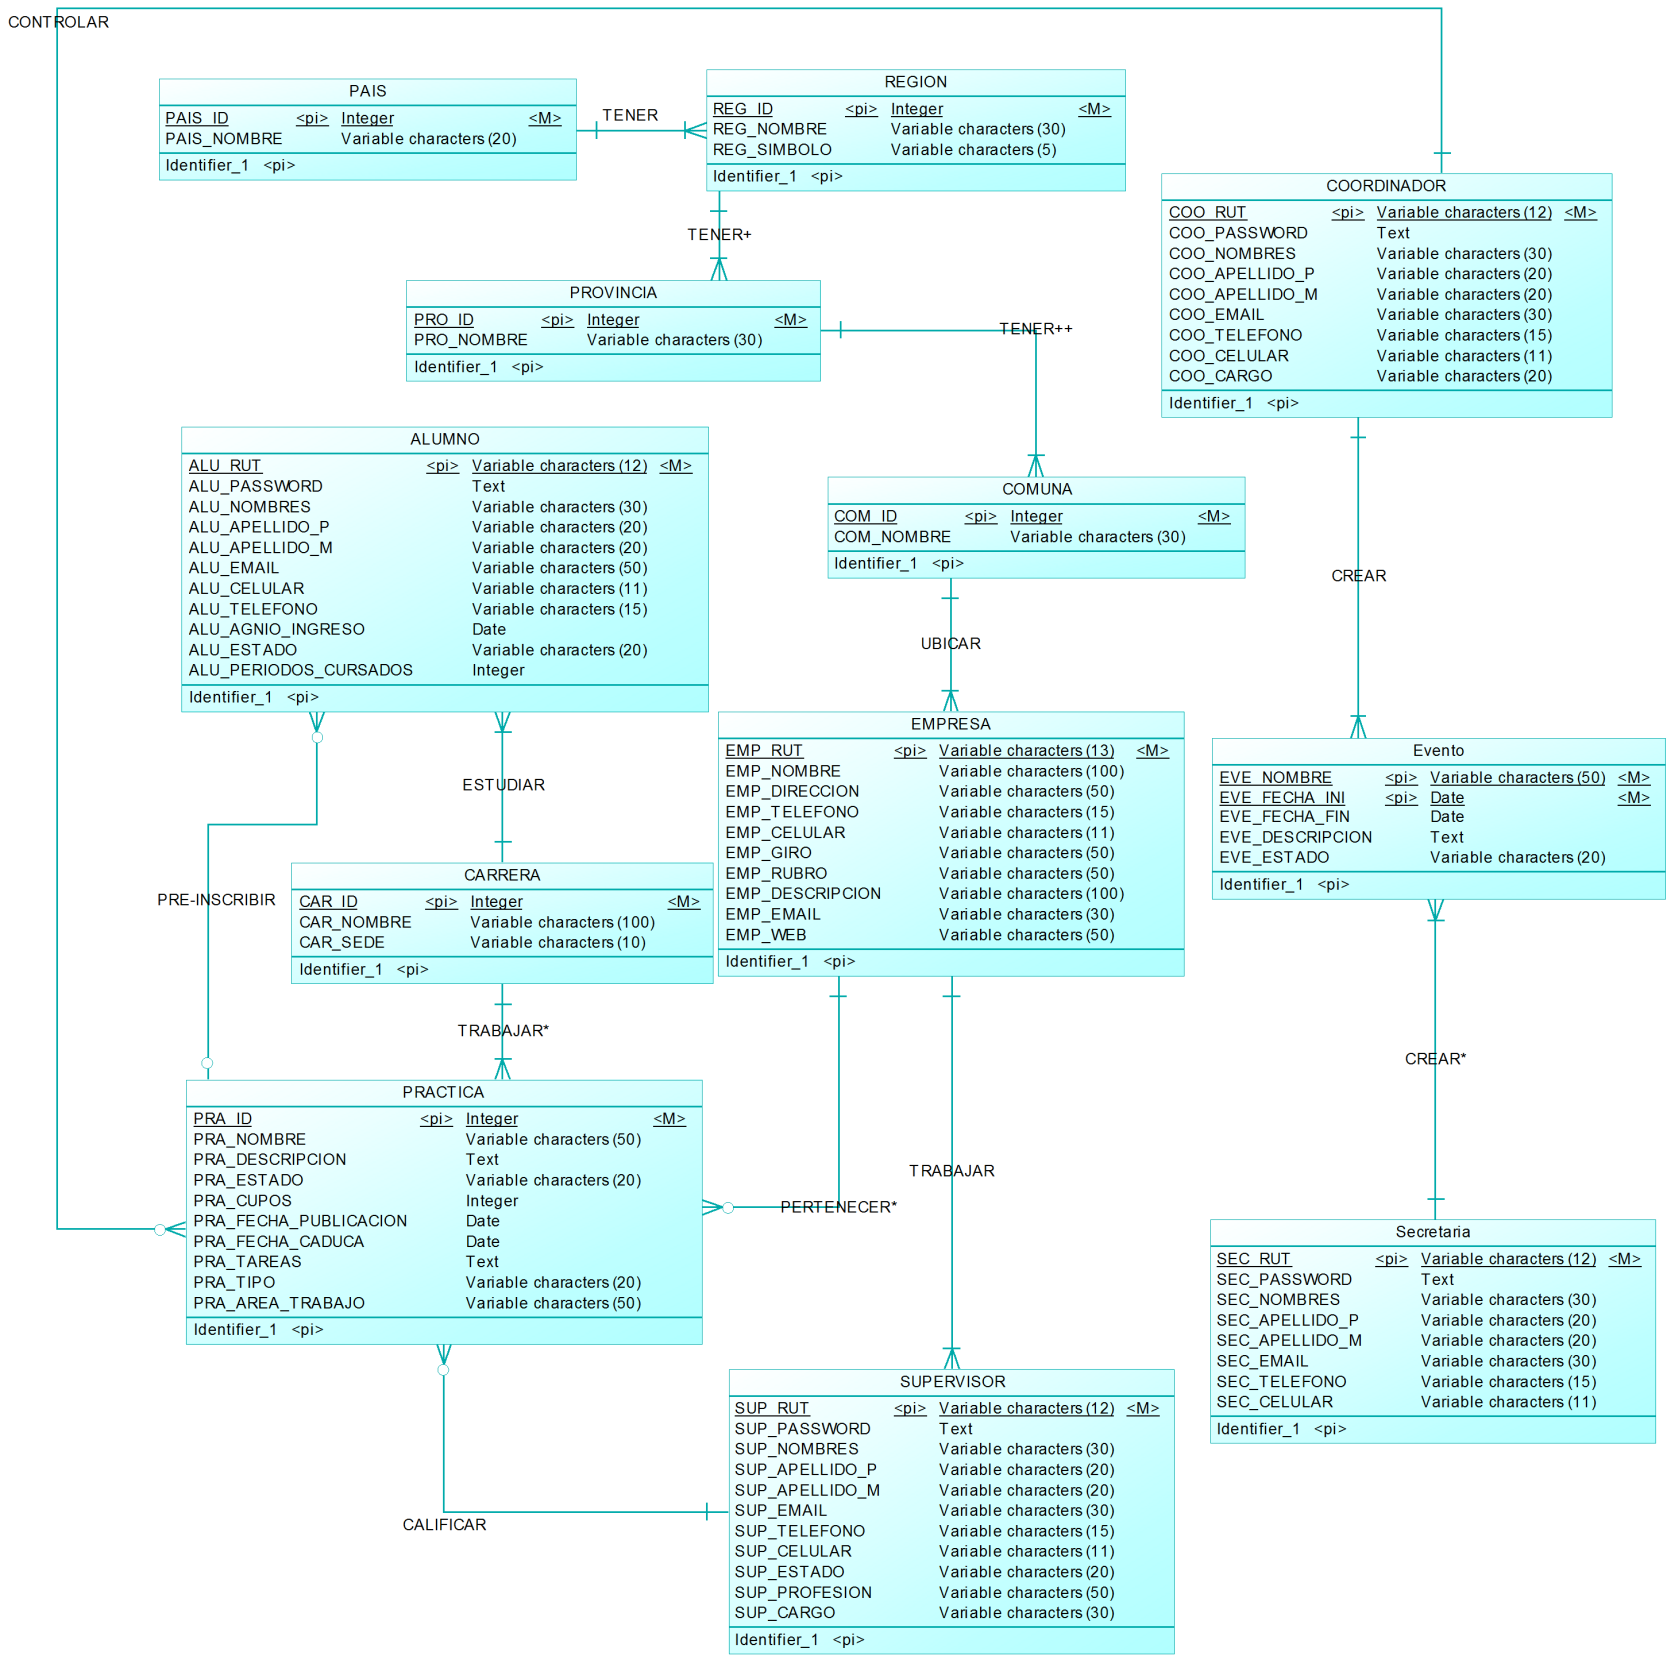 CONTROLAR
PAIS
PAIS_ID <pi> Integer <M>
PAIS_NOMBRE Variable characters (20)
Identifier_1 <pi>
TENER
REGION
REG_ID <pi> Integer <M>
REG_NOMBRE Variable characters (30)
REG_SIMBOLO Variable characters (5)
Identifier_1 <pi>
TENER+
COORDINADOR
COO_RUT <pi> Variable characters (12) <M>
COO_PASSWORD Text
COO_NOMBRES Variable characters (30)
COO_APELLIDO_P Variable characters (20)
COO_APELLIDO_M Variable characters (20)
COO_EMAIL Variable characters (30)
COO_TELEFONO Variable characters (15)
COO_CELULAR Variable characters (11)
COO_CARGO Variable characters (20)
Identifier_1 <pi>
PROVINCIA
PRO_ID <pi> Integer <M>
PRO_NOMBRE Variable characters (30)
Identifier_1 <pi>
TENER++
ALUMNO
ALU_RUT <pi> Variable characters (12) <M>
ALU_PASSWORD Text
ALU_NOMBRES Variable characters (30)
ALU_APELLIDO_P Variable characters (20)
ALU_APELLIDO_M Variable characters (20)
ALU_EMAIL Variable characters (50)
ALU_CELULAR Variable characters (11)
ALU_TELEFONO Variable characters (15)
ALU_AGNIO_INGRESO Date
ALU_ESTADO Variable characters (20)
ALU_PERIODOS_CURSADOS Integer
Identifier_1 <pi>
COMUNA
COM_ID <pi> Integer <M>
COM_NOMBRE Variable characters (30)
Identifier_1 <pi>
CREAR
UBICAR
ESTUDIAR
EMPRESA
EMP_RUT <pi> Variable characters (13) <M>
EMP_NOMBRE Variable characters (100)
EMP_DIRECCION Variable characters (50)
EMP_TELEFONO Variable characters (15)
EMP_CELULAR Variable characters (11)
EMP_GIRO Variable characters (50)
EMP_RUBRO Variable characters (50)
EMP_DESCRIPCION Variable characters (100)
EMP_EMAIL Variable characters (30)
EMP_WEB Variable characters (50)
Identifier_1 <pi>
Evento
EVE_NOMBRE <pi> Variable characters (50) <M>
EVE_FECHA_INI <pi> Date <M>
EVE_FECHA_FIN Date
EVE_DESCRIPCION Text
EVE_ESTADO Variable characters (20)
Identifier_1 <pi>
PRE-INSCRIBIR
CARRERA
CAR_ID <pi> Integer <M>
CAR_NOMBRE Variable characters (100)
CAR_SEDE Variable characters (10)
Identifier_1 <pi>
TRABAJAR*
CREAR*
PRACTICA
PRA_ID <pi> Integer <M>
PRA_NOMBRE Variable characters (50)
PRA_DESCRIPCION Text
PRA_ESTADO Variable characters (20)
PRA_CUPOS Integer
PRA_FECHA_PUBLICACION Date
PRA_FECHA_CADUCA Date
PRA_TAREAS Text
PRA_TIPO Variable characters (20)
PRA_AREA_TRABAJO Variable characters (50)
Identifier_1 <pi>
TRABAJAR
PERTENECER*
Secretaria
SEC_RUT <pi> Variable characters (12) <M>
SEC_PASSWORD Text
SEC_NOMBRES Variable characters (30)
SEC_APELLIDO_P Variable characters (20)
SEC_APELLIDO_M Variable characters (20)
SEC_EMAIL Variable characters (30)
SEC_TELEFONO Variable characters (15)
SEC_CELULAR Variable characters (11)
Identifier_1 <pi>
CALIFICAR
SUPERVISOR
SUP_RUT <pi> Variable characters (12) <M>
SUP_PASSWORD Text
SUP_NOMBRES Variable characters (30)
SUP_APELLIDO_P Variable characters (20)
SUP_APELLIDO_M Variable characters (20)
SUP_EMAIL Variable characters (30)
SUP_TELEFONO Variable characters (15)
SUP_CELULAR Variable characters (11)
SUP_ESTADO Variable characters (20)
SUP_PROFESION Variable characters (50)
SUP_CARGO Variable characters (30)
Identifier_1 <pi>